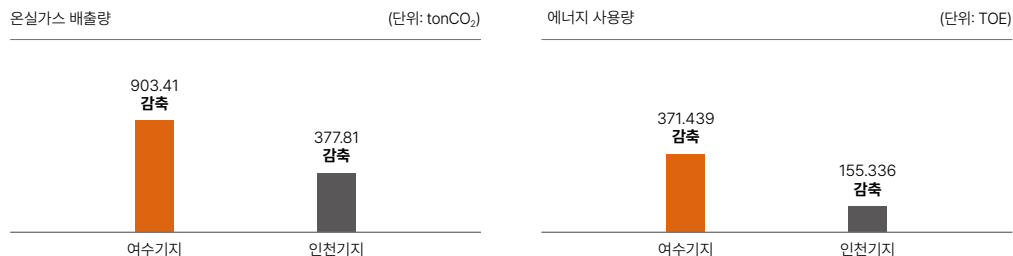 온실가스 배출량 (단위: tonCO₂)
903.41
감축
377.81
감축
여수기지 인천기지
에너지 사용량 (단위: TOE)
371.439
감축
155.336
감축
여수기지 인천기지